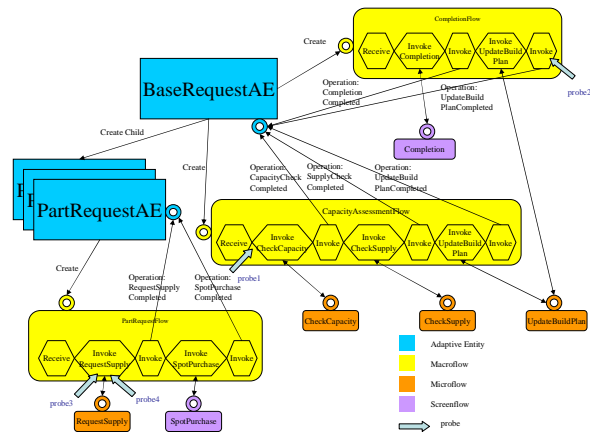 CompletionFlow
Create
Receive
Invoke
Completion
Invoke
Invoke
UpdateBuild
Plan
Invoke
BaseRequestAE
Operation:
Completion
Completed
Operation:
UpdateBuild
PlanCompleted
probe2
Create Child
Completion
Create
Operation:
CapacityCheck
Completed
Operation:
SupplyCheck
Completed
Operation:
UpdateBuild
PlanCompleted
PartRequestAE
CapacityAssessmentFlow
Receive
Invoke
CheckCapacity
Invoke
Invoke
CheckSupply
Invoke
Invoke
UpdateBuild
Plan
Invoke
Create
Operation:
RequestSupply
Completed
Operation:
SpotPurchase
Completed
probe1
PartRequestFlow
CheckCapacity
CheckSupply
UpdateBuildPlan
Receive
Invoke
RequestSupply
Invoke
Invoke
SpotPurchase
Invoke
Adaptive Entity
Macroflow
Microflow
Screenflow
probe
probe3
probe4
RequestSupply
SpotPurchase